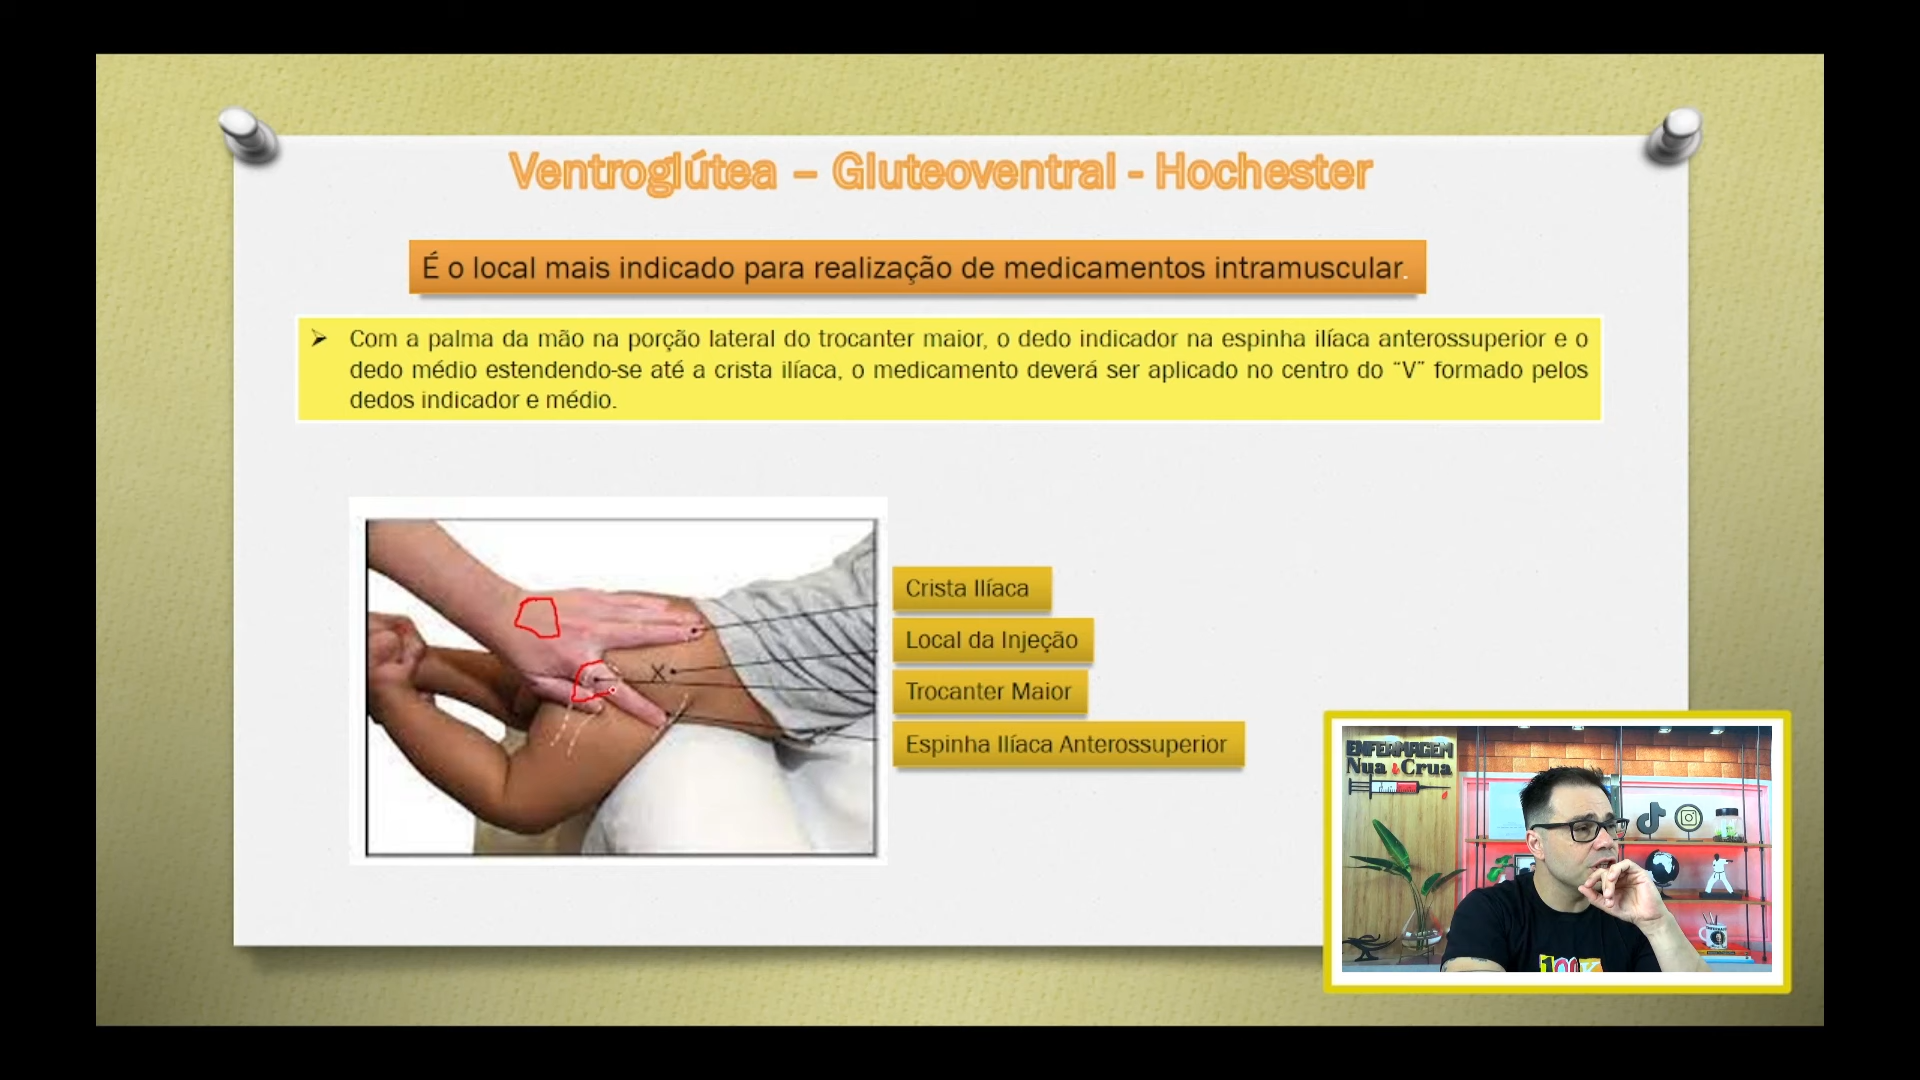 Ventroglútea – Gluteoventral - Hochester
É o local mais indicado para realização de medicamentos intramuscular.
➤ Com a palma da mão na porção lateral do trocanter maior, o dedo indicador na espinha ilíaca anterossuperior e o
dedo médio estendendo-se até a crista ilíaca, o medicamento deverá ser aplicado no centro do “V” formado pelos
dedos indicador e médio.
X
Crista Ilíaca
Local da Injeção
Trocanter Maior
Espinha Ilíaca Anterossuperior
ENFERMAGEM
Nua Crua